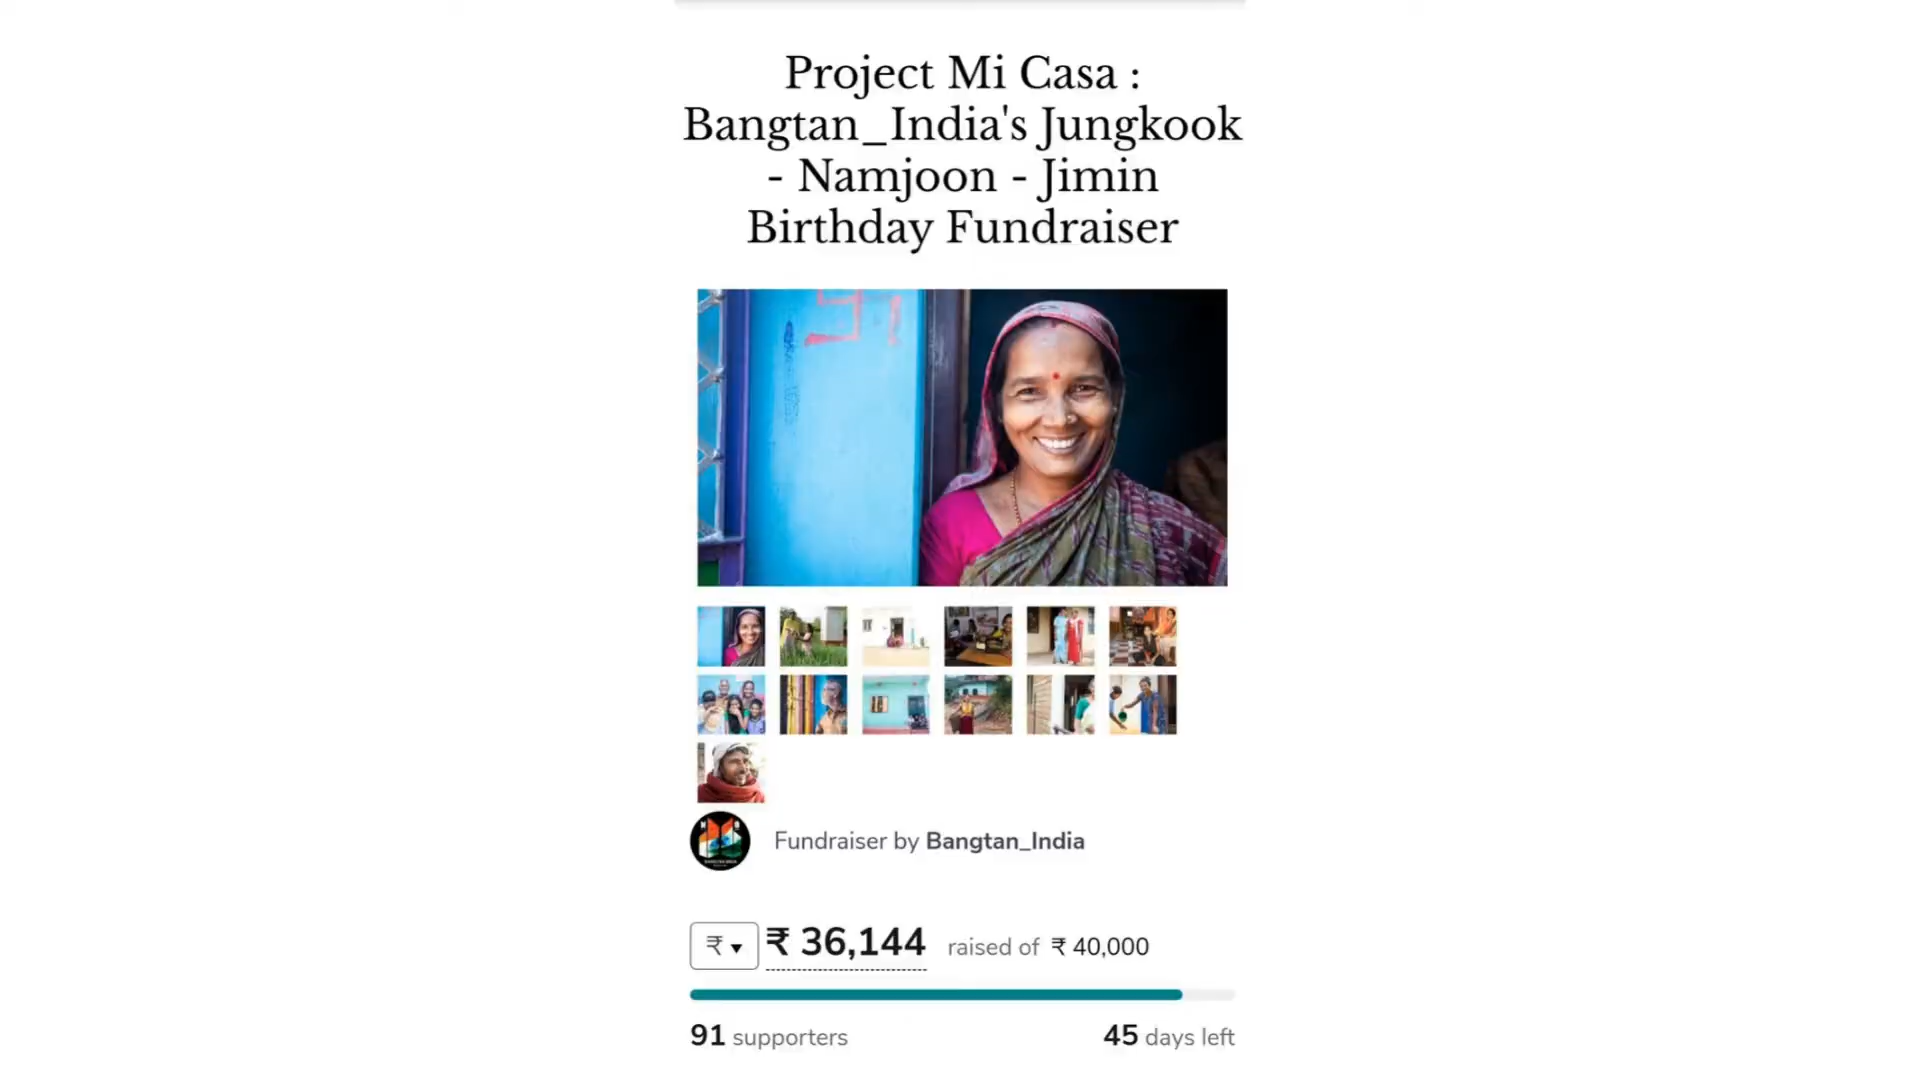 Project Mi Casa :
Bangtan_India's Jungkook
- Namjoon - Jimin
Birthday Fundraiser
Fundraiser by Bangtan_India
₹ ▼ ₹ 36,144 raised of ₹ 40,000
91 supporters 45 days left